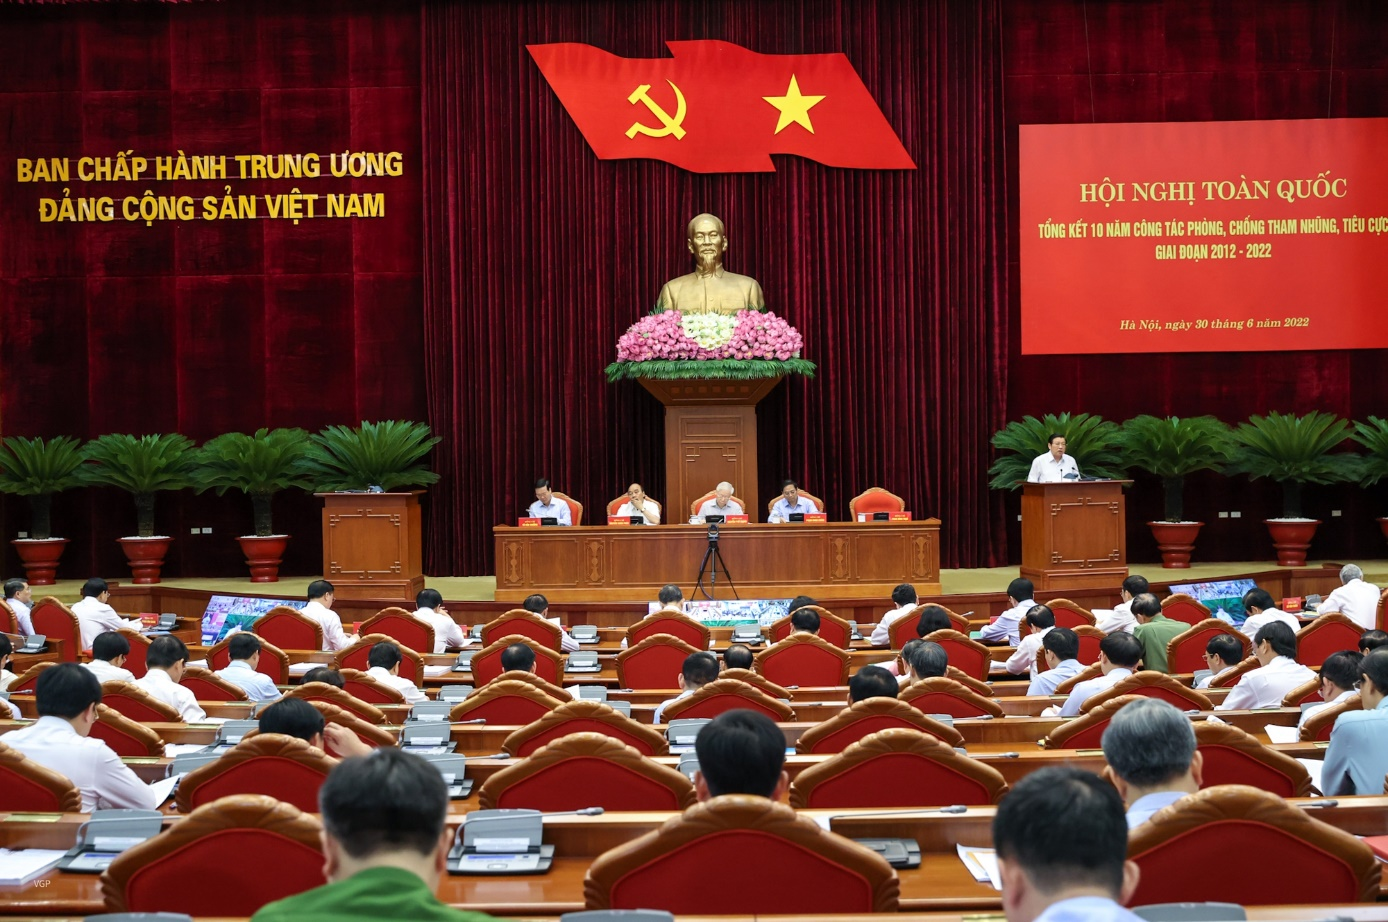 BAN CHẤP HÀNH TRUNG ƯƠNG
ĐẢNG CỘNG SẢN VIỆT NAM
HỘI NGHỊ TOÀN QUỐC
TỔNG KẾT 10 NĂM CÔNG TÁC PHÒNG, CHỐNG THAM NHŨNG, TIÊU CỰC
GIAI ĐOẠN 2012 - 2022
Hà Nội, ngày 30 tháng 6 năm 2022
VGP